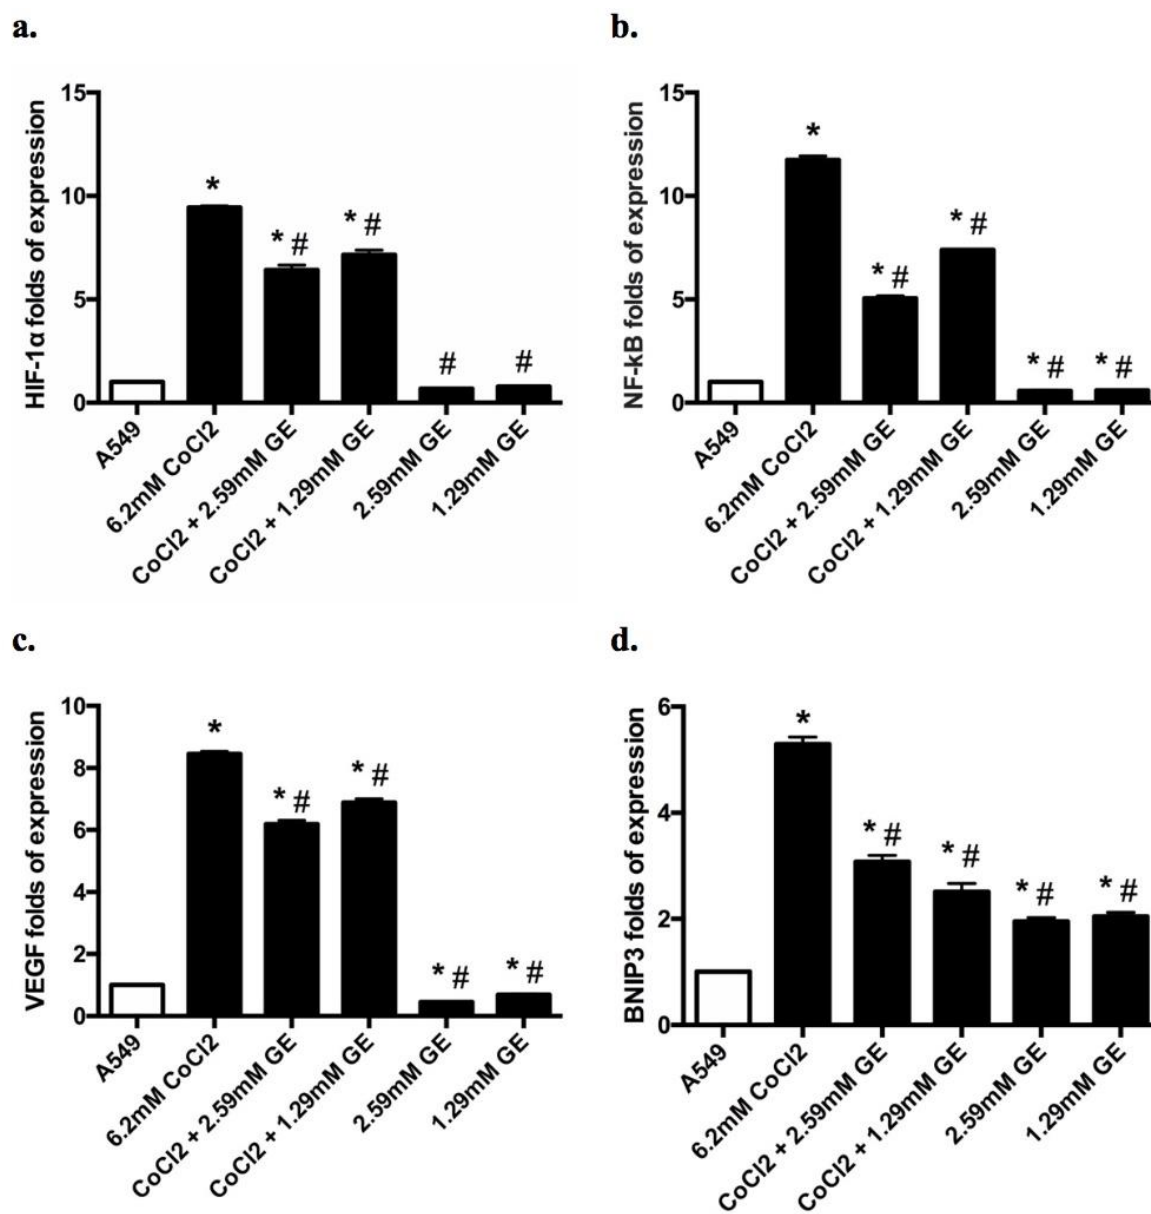 a.
HIF-1α folds of expression
15
10
5
0
*
* #
* #
#
#
A549
6.2mM CoCl2
CoCl2 + 2.59mM GE
CoCl2 + 1.29mM GE
2.59mM GE
1.29mM GE
b.
NF-kB folds of expression
15
10
5
0
*
* #
* #
* #
* #
A549
6.2mM CoCl2
CoCl2 + 2.59mM GE
CoCl2 + 1.29mM GE
2.59mM GE
1.29mM GE
c.
VEGF folds of expression
10
8
6
4
2
0
*
* #
* #
* #
* #
A549
6.2mM CoCl2
CoCl2 + 2.59mM GE
CoCl2 + 1.29mM GE
2.59mM GE
1.29mM GE
d.
BNIP3 folds of expression
6
4
2
0
*
* #
* #
* #
* #
A549
6.2mM CoCl2
CoCl2 + 2.59mM GE
CoCl2 + 1.29mM GE
2.59mM GE
1.29mM GE